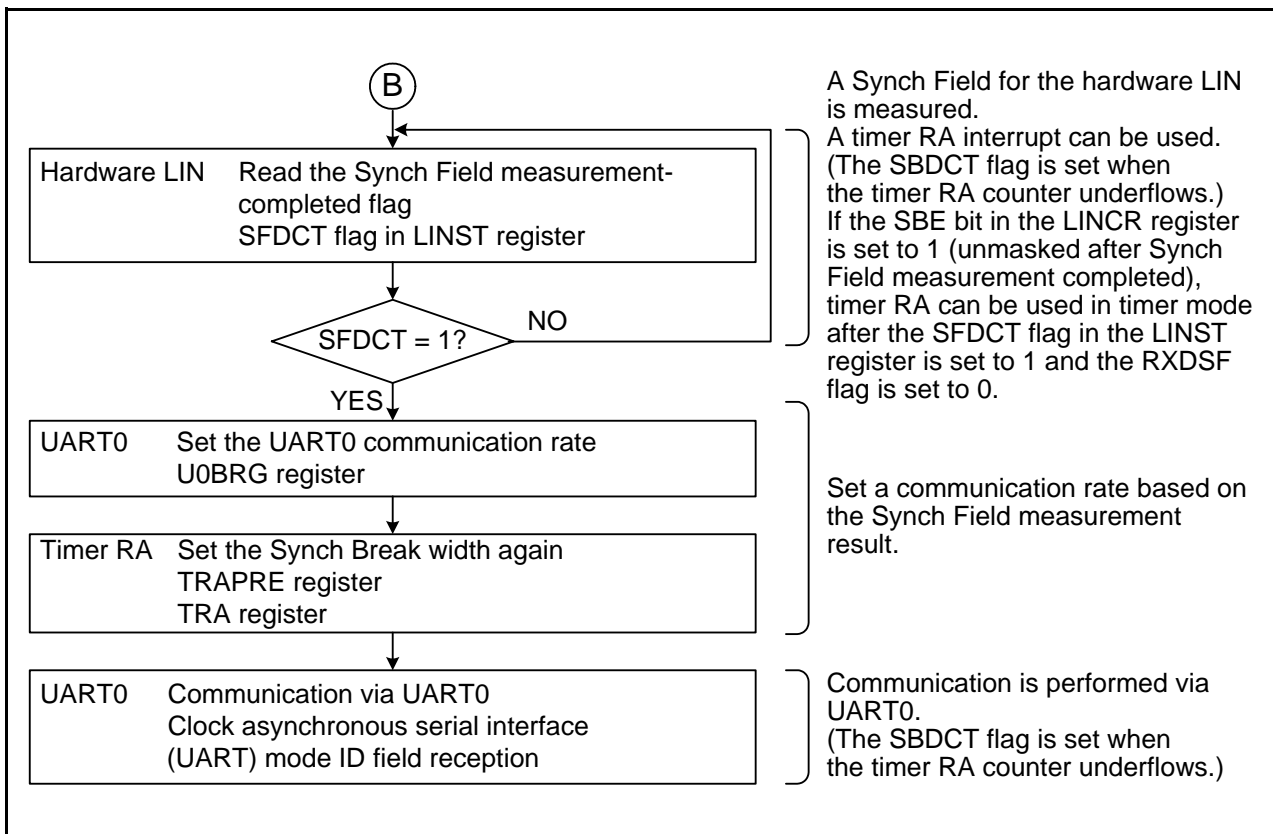 B
Hardware LIN Read the Synch Field measurement-
completed flag
SFDCT flag in LINST register
SFDCT = 1?
NO
YES
A Synch Field for the hardware LIN
is measured.
A timer RA interrupt can be used.
(The SBDCT flag is set when
the timer RA counter underflows.)
If the SBE bit in the LINCR register
is set to 1 (unmasked after Synch
Field measurement completed),
timer RA can be used in timer mode
after the SFDCT flag in the LINST
register is set to 1 and the RXDSF
flag is set to 0.
UART0 Set the UART0 communication rate
U0BRG register
Timer RA Set the Synch Break width again
TRAPRE register
TRA register
Set a communication rate based on
the Synch Field measurement
result.
UART0 Communication via UART0
Clock asynchronous serial interface
(UART) mode ID field reception
Communication is performed via
UART0.
(The SBDCT flag is set when
the timer RA counter underflows.)